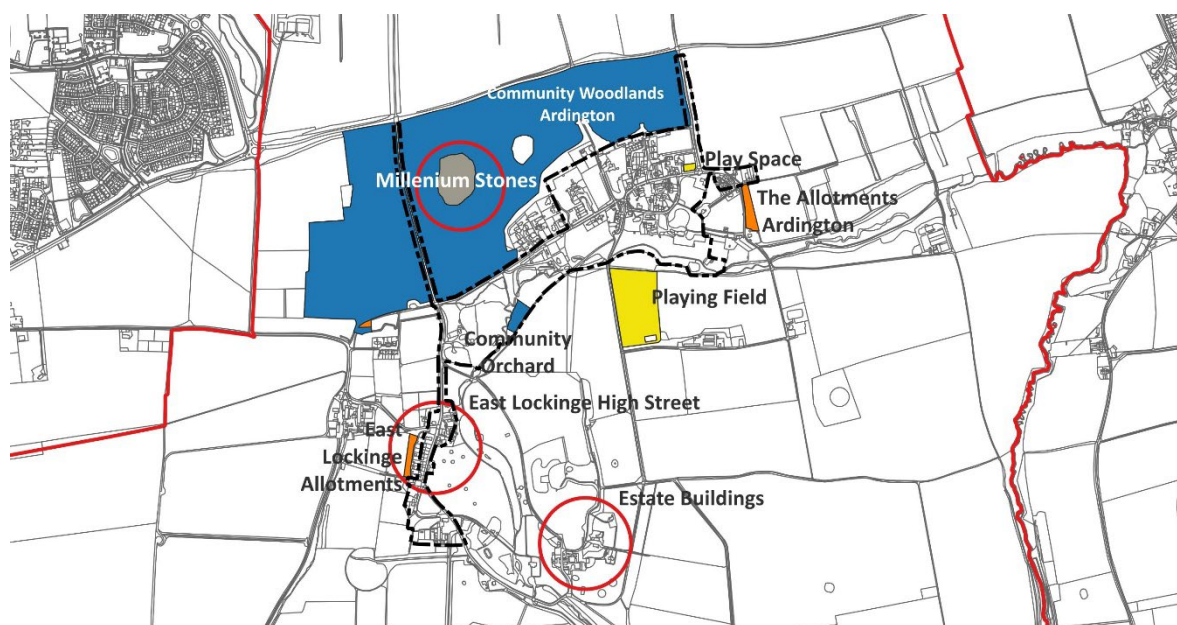 Community Woodlands
Ardington
Millenium Stones
Play Space
The Allotments
Ardington
Playing Field
Community
Orchard
East Lockinge High Street
East
Lockinge
Allotments
Estate Buildings